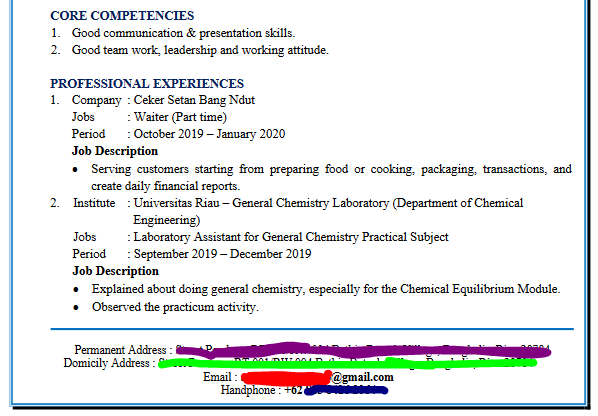 CORE COMPETENCIES
1. Good communication & presentation skills.
2. Good team work, leadership and working attitude.
PROFESSIONAL EXPERIENCES
1. Company : Ceker Setan Bang Ndut
Jobs : Waiter (Part time)
Period : October 2019 – January 2020
Job Description
• Serving customers starting from preparing food or cooking, packaging, transactions, and
create daily financial reports.
2. Institute : Universitas Riau – General Chemistry Laboratory (Department of Chemical
Engineering)
Jobs : Laboratory Assistant for General Chemistry Practical Subject
Period : September 2019 – December 2019
Job Description
• Explained about doing general chemistry, especially for the Chemical Equilibrium Module.
• Observed the practicum activity.
Permanent Address :
Domicily Address :
Email : @gmail.com
Handphone : +62